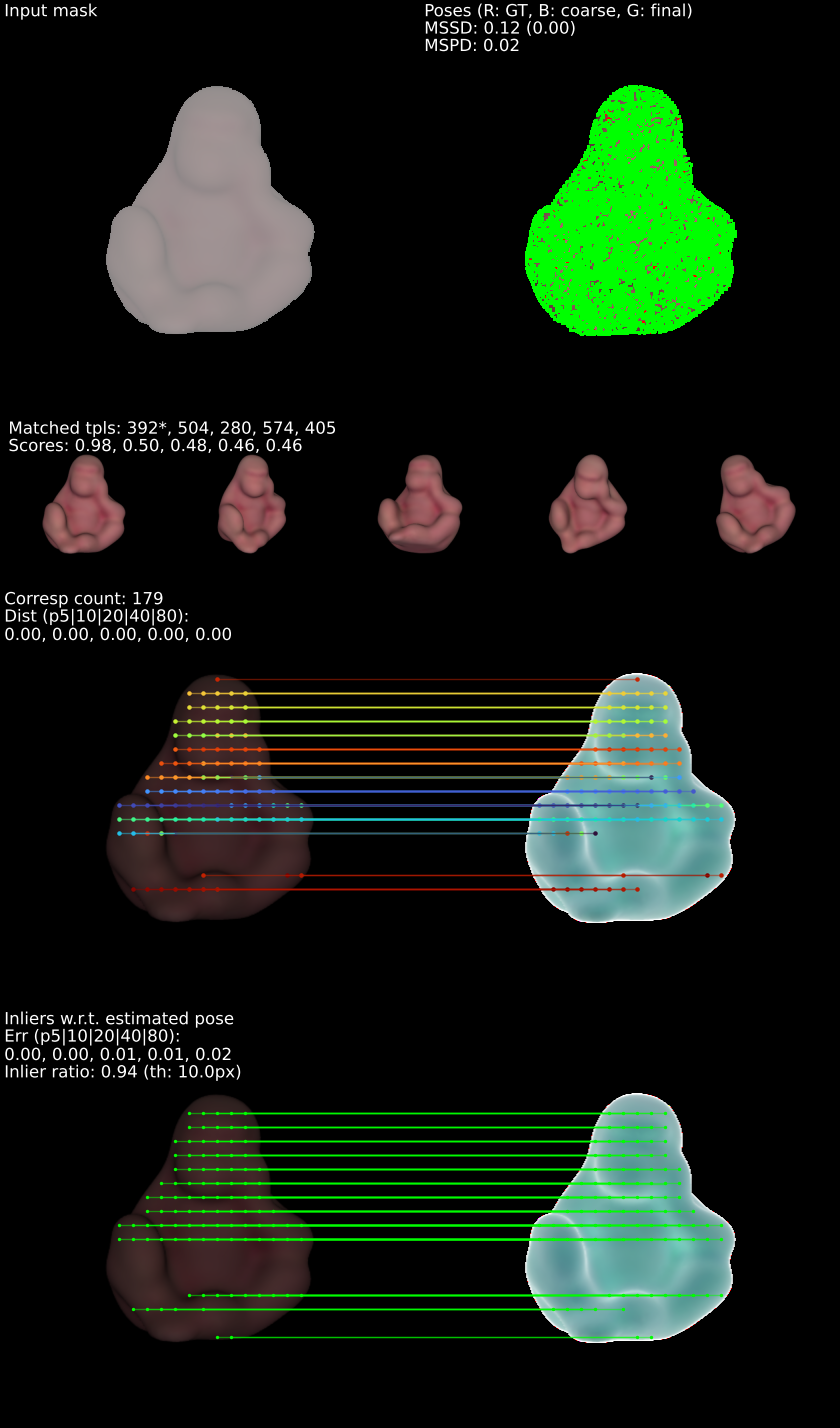 Input mask
Poses (R: GT, B: coarse, G: final)
MSSD: 0.12 (0.00)
MSPD: 0.02
Matched tpls: 392*, 504, 280, 574, 405
Scores: 0.98, 0.50, 0.48, 0.46, 0.46
Corresp count: 179
Dist (p5|10|20|40|80):
0.00, 0.00, 0.00, 0.00, 0.00
Inliers w.r.t. estimated pose
Err (p5|10|20|40|80):
0.00, 0.00, 0.01, 0.01, 0.02
Inlier ratio: 0.94 (th: 10.0px)